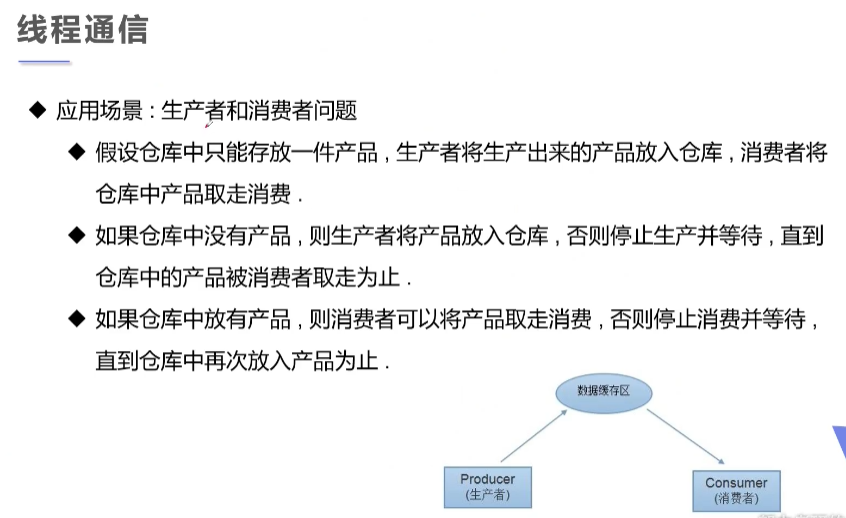 线程通信
◆ 应用场景 : 生产者和消费者问题
◆ 假设仓库中只能存放一件产品 , 生产者将生产出来的产品放入仓库 , 消费者将
仓库中产品取走消费 .
◆ 如果仓库中没有产品 , 则生产者将产品放入仓库 , 否则停止生产并等待 , 直到
仓库中的产品被消费者取走为止 .
◆ 如果仓库中放有产品 , 则消费者可以将产品取走消费 , 否则停止消费并等待 ,
直到仓库中再次放入产品为止 .
数据缓存区
Producer
(生产者)
Consumer
(消费者)